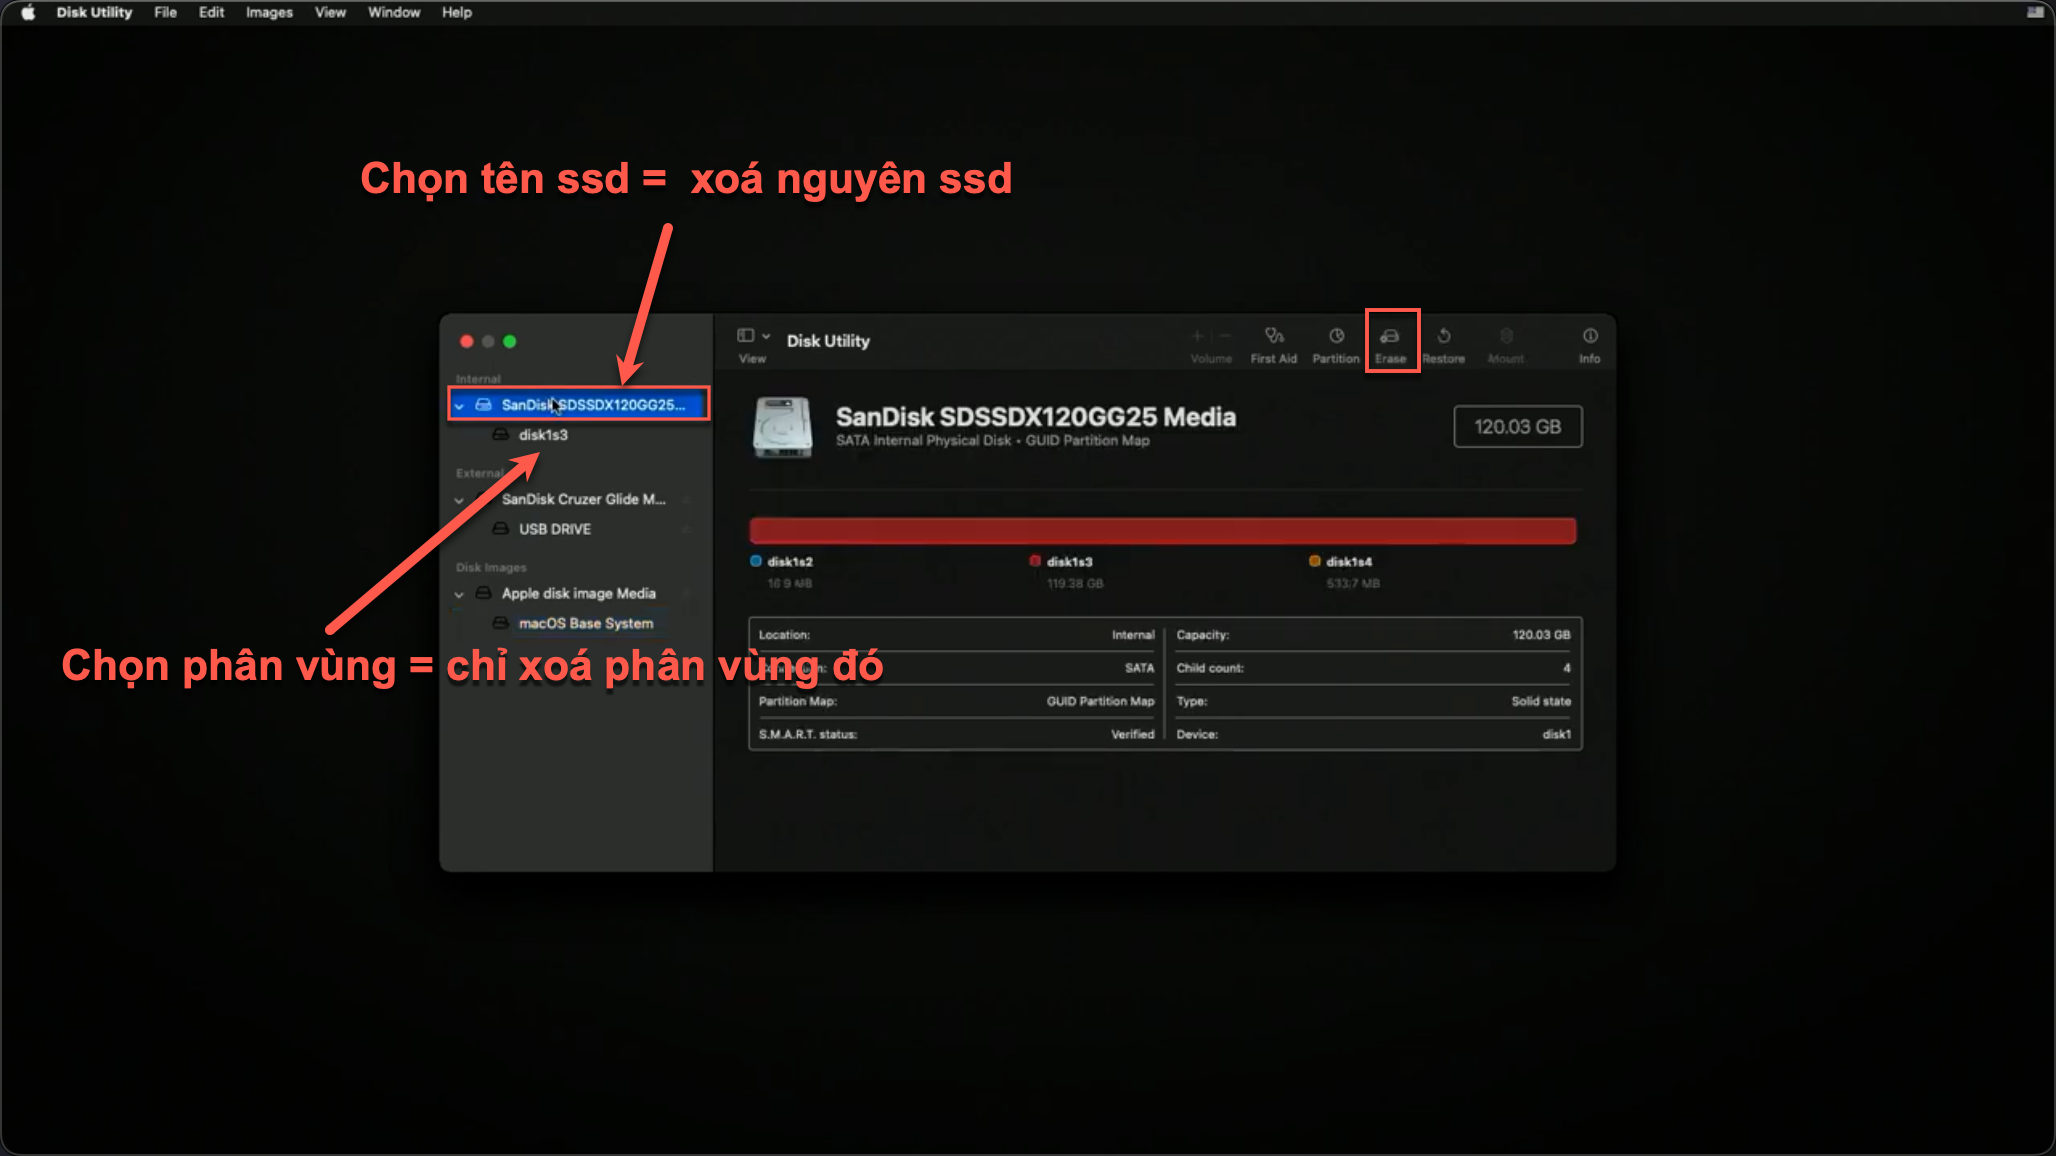 Disk Utility File Edit Images View Window Help
Chọn tên ssd = xoá nguyên ssd
View
Disk Utility
Volume First Aid Partition Erase Restore Mount Info
Internal
SanDisk SDSSDX120GG25...
disk1s3
External
SanDisk Cruzer Glide M...
USB DRIVE
Disk Images
Apple disk image Media
macOS Base System
Chọn phân vùng = chỉ xoá phân vùng đó
SanDisk SDSSDX120GG25 Media
SATA Internal Physical Disk • GUID Partition Map
120.03 GB
disk1s2
16.9 MB
disk1s3
119.38 GB
disk1s4
533.7 MB
Location: Internal
Capacity: 120.03 GB
SATA
Child count: 4
Partition Map: GUID Partition Map
Type: Solid state
S.M.A.R.T. status: Verified
Device: disk1